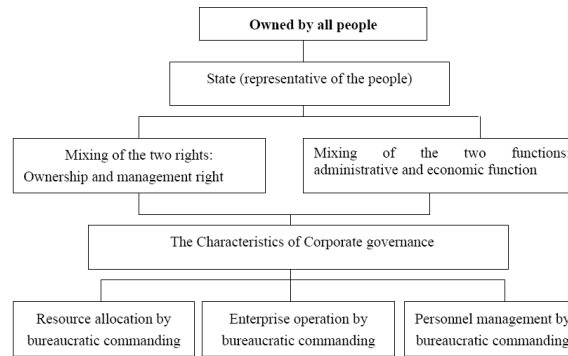 Owned by all people
State (representative of the people)
Mixing of the two rights:
Ownership and management right
Mixing of the two functions:
administrative and economic function
The Characteristics of Corporate governance
Resource allocation by
bureaucratic commanding
Enterprise operation by
bureaucratic commanding
Personnel management by
bureaucratic commanding